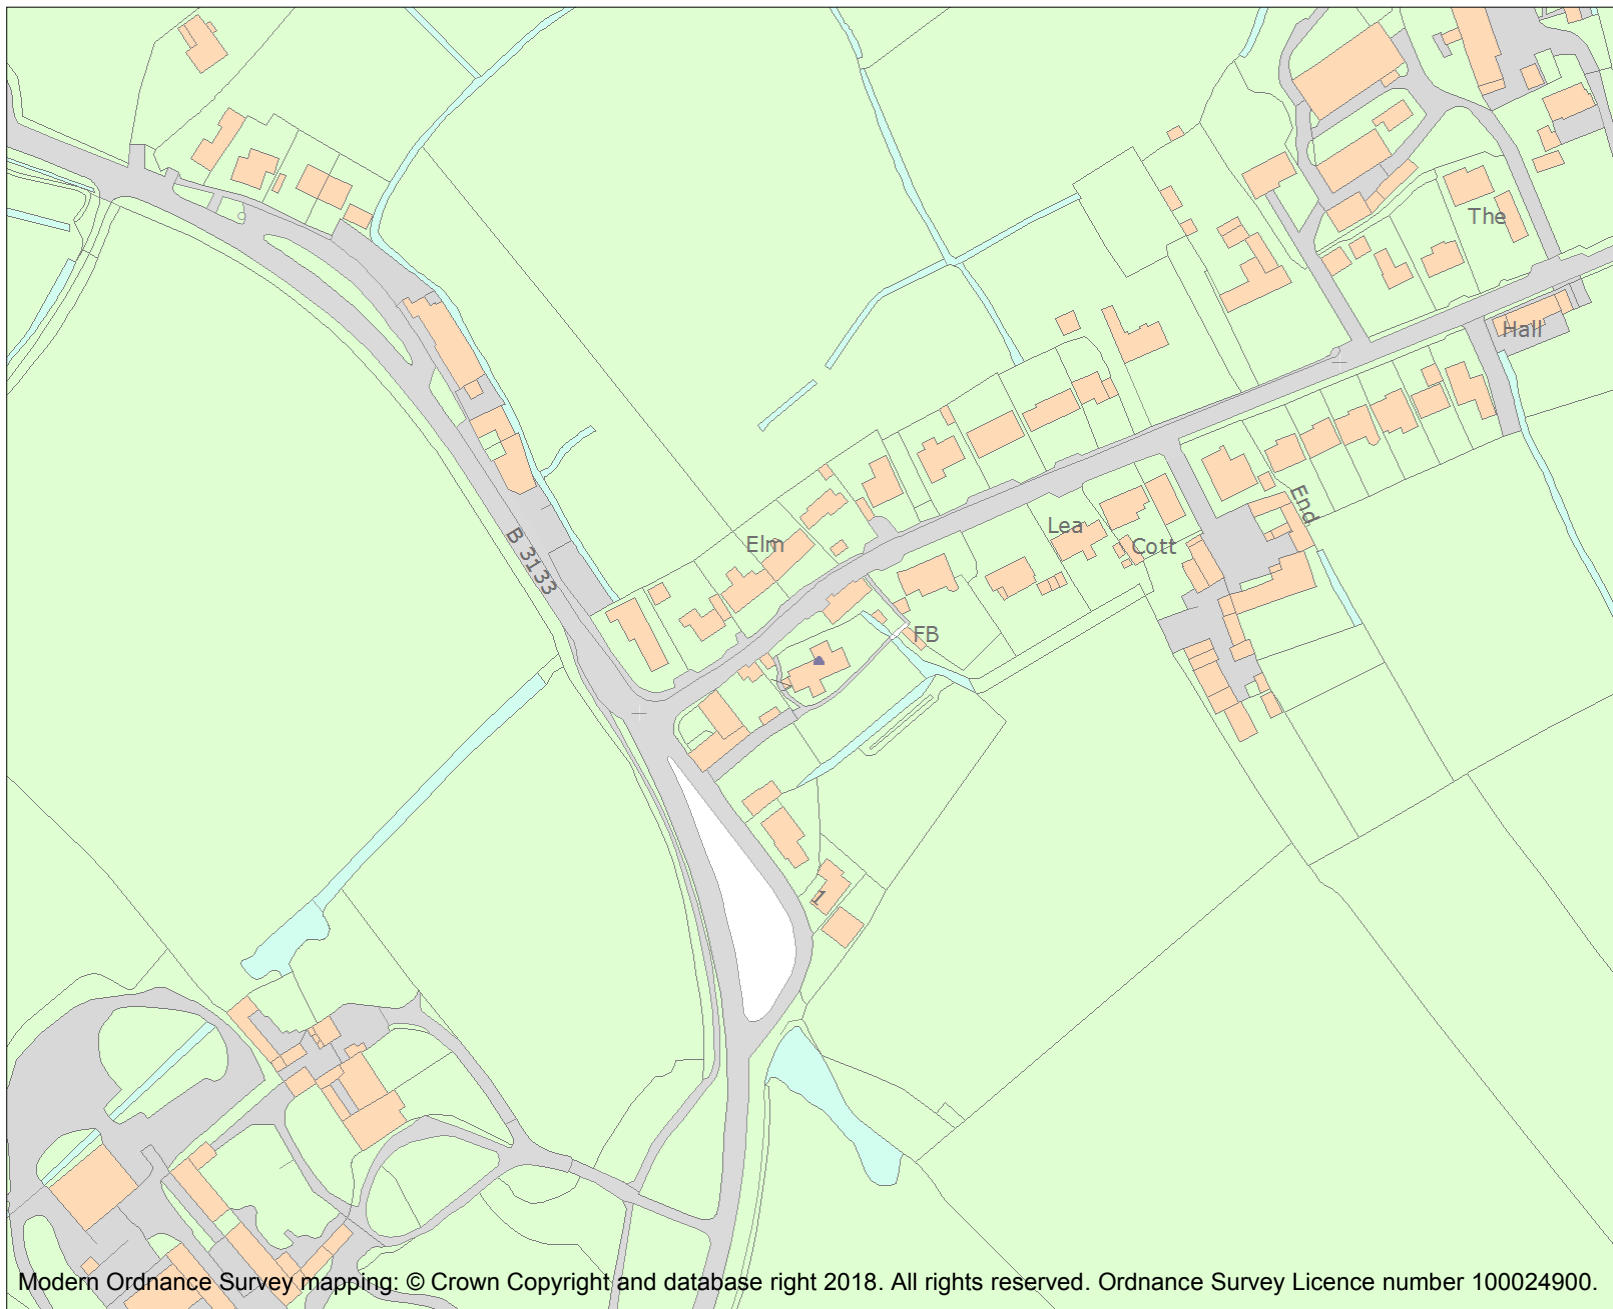 The
Hall
End
Lea
Elm
Cott
B 3133
FB
1
Modern Ordnance Survey mapping: © Crown Copyright and database right 2018. All rights reserved. Ordnance Survey Licence number 100024900.